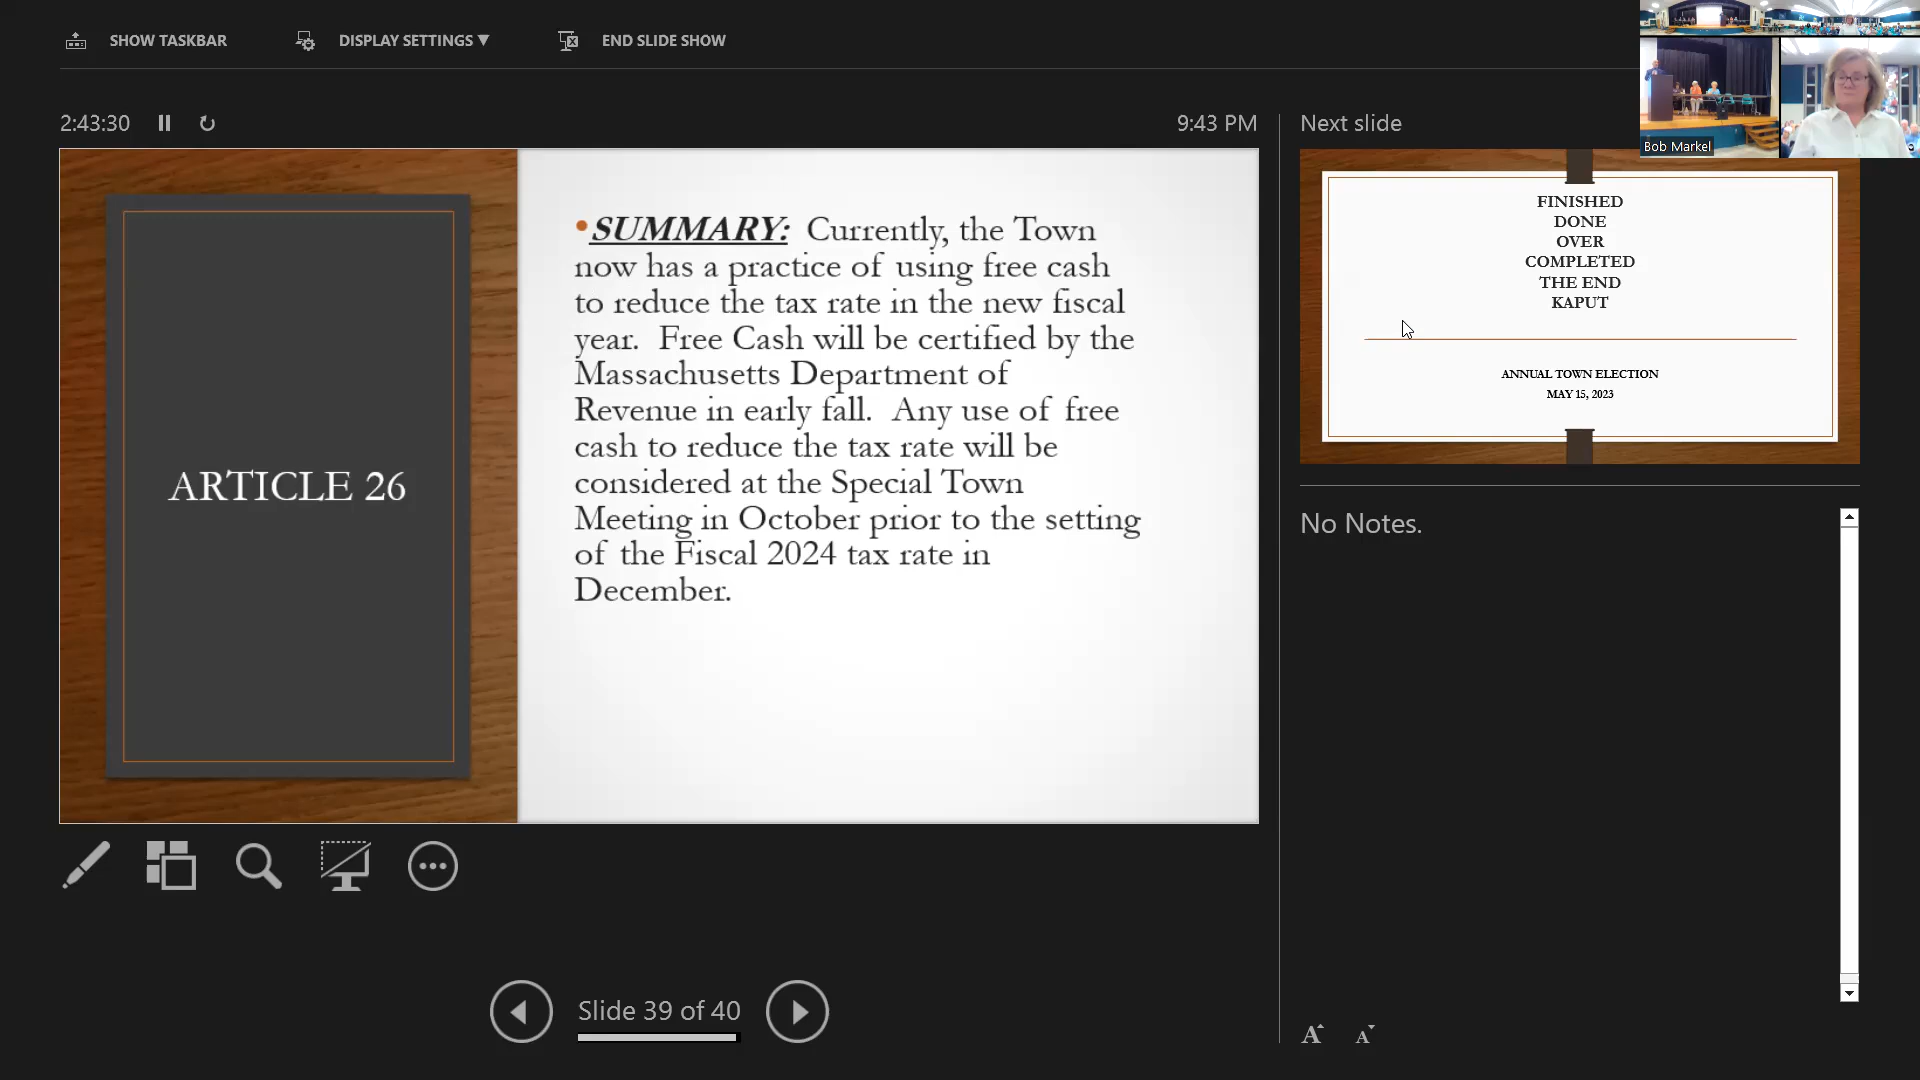 SHOW TASKBAR
DISPLAY SETTINGS ▼
END SLIDE SHOW
2:43:30
9:43 PM
Next slide
Bob Markel
ARTICLE 26
•SUMMARY: Currently, the Town
now has a practice of using free cash
to reduce the tax rate in the new fiscal
year. Free Cash will be certified by the
Massachusetts Department of
Revenue in early fall. Any use of free
cash to reduce the tax rate will be
considered at the Special Town
Meeting in October prior to the setting
of the Fiscal 2024 tax rate in
December.
FINISHED
DONE
OVER
COMPLETED
THE END
KAPUT
ANNUAL TOWN ELECTION
MAY 15, 2023
No Notes.
Slide 39 of 40
A A